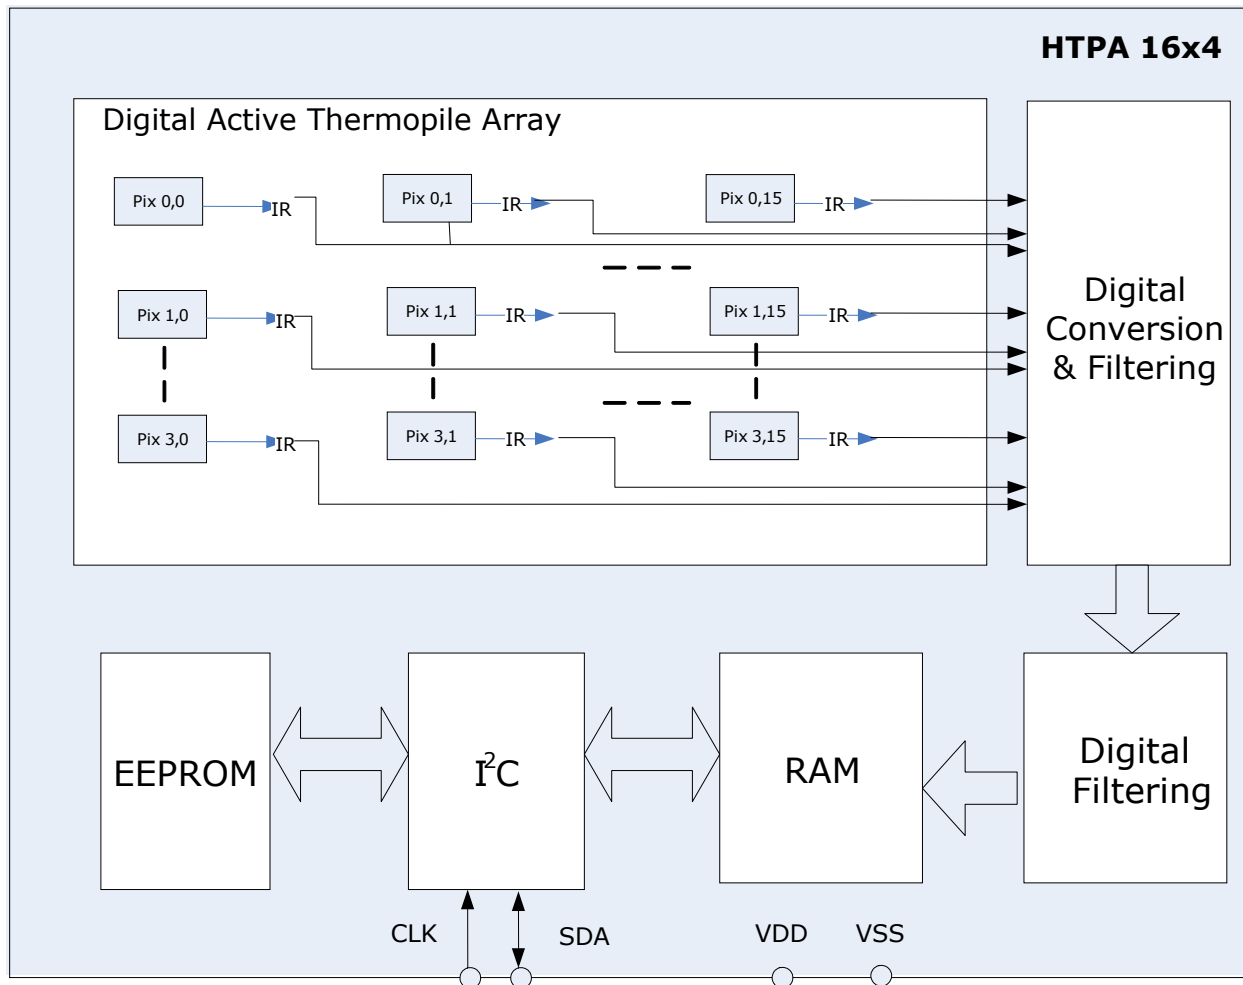 HTPA 16x4
Digital Active Thermopile Array
Pix 0,0 IR Pix 0,1 IR Pix 0,15 IR
Pix 1,0 IR Pix 1,1 IR Pix 1,15 IR
Pix 3,0 IR Pix 3,1 IR Pix 3,15 IR
Digital
Conversion
& Filtering
EEPROM
I²C
RAM
Digital
Filtering
CLK SDA VDD VSS